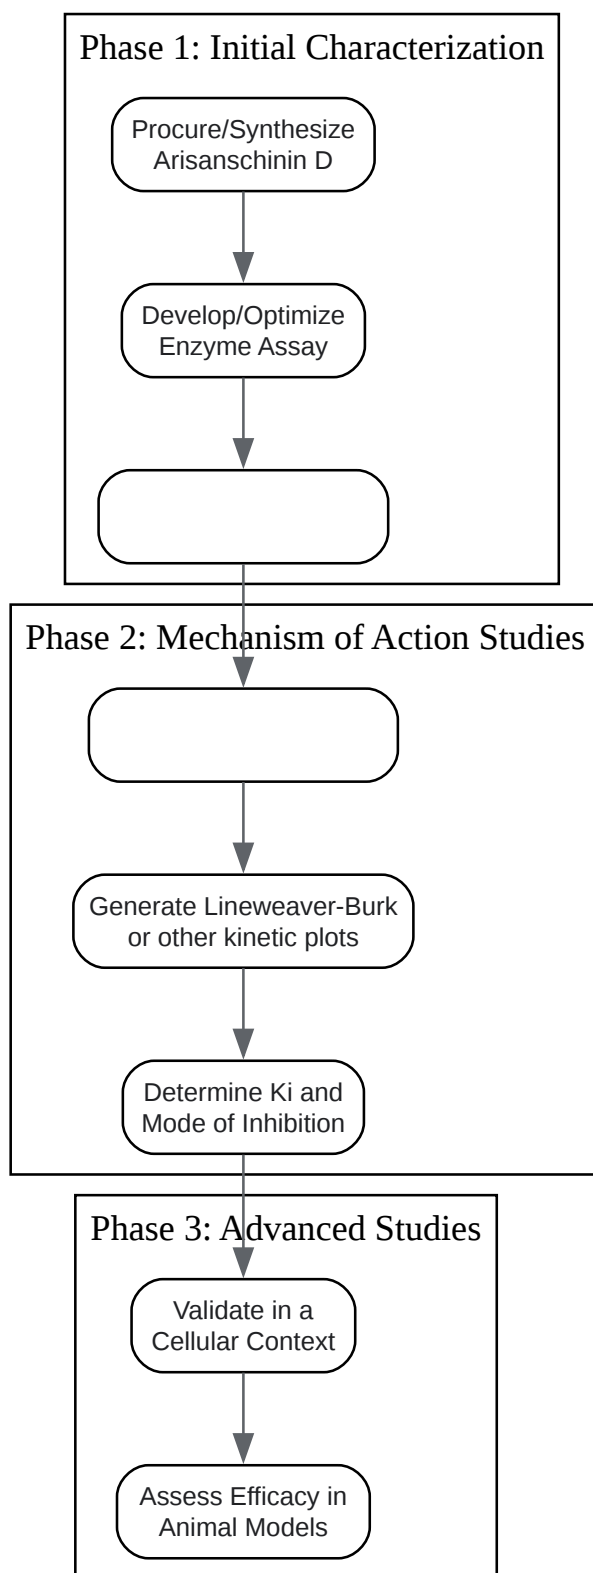 Phase 1: Initial Characterization
Procure/Synthesize
Arisanschinin D
Develop/Optimize
Enzyme Assay
Phase 2: Mechanism of Action Studies
Generate Lineweaver-Burk
or other kinetic plots
Determine Ki and
Mode of Inhibition
Phase 3: Advanced Studies
Validate in a
Cellular Context
Assess Efficacy in
Animal Models